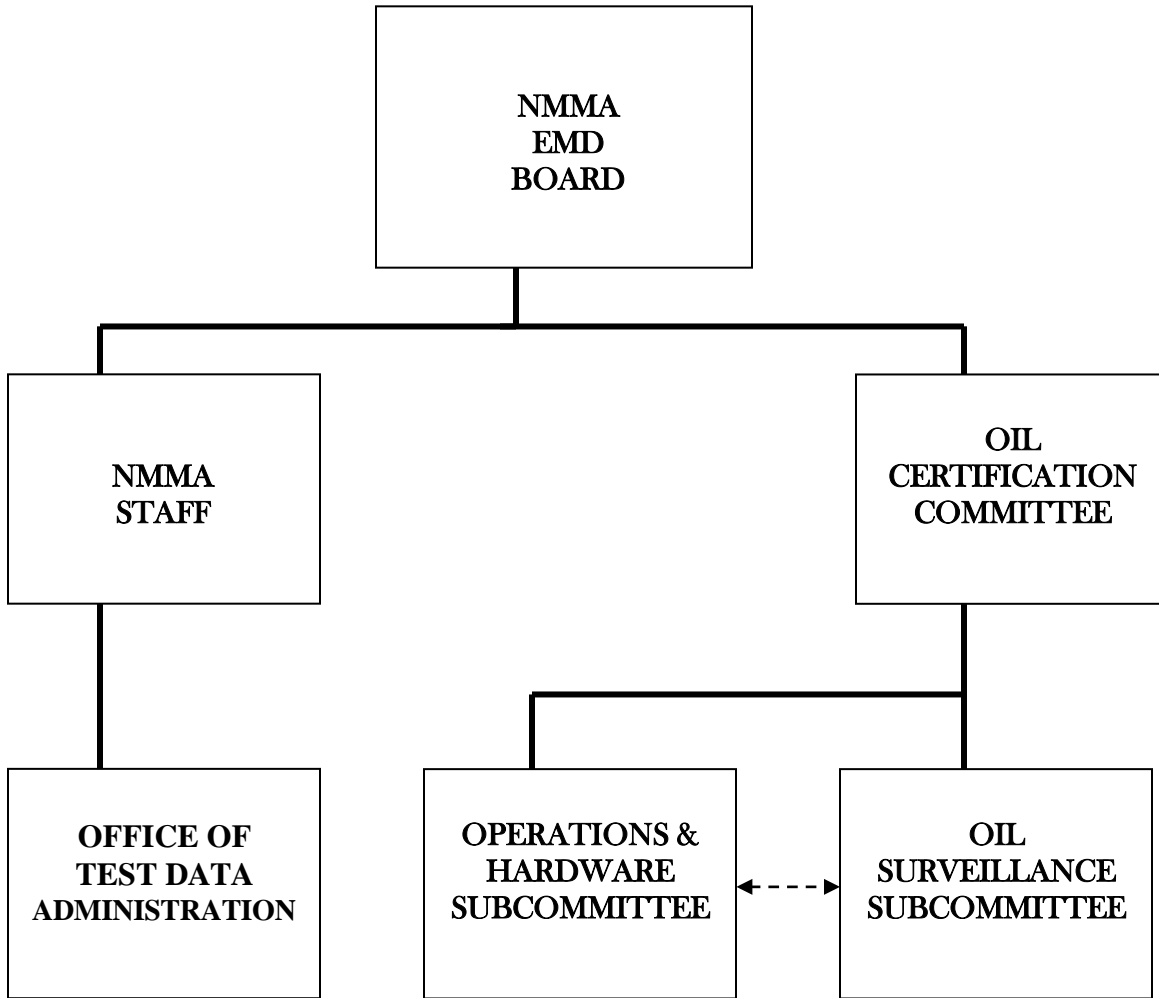 NMMA
EMD
BOARD
NMMA
STAFF
OIL
CERTIFICATION
COMMITTEE
OFFICE OF
TEST DATA
ADMINISTRATION
OPERATIONS &
HARDWARE
SUBCOMMITTEE
OIL
SURVEILLANCE
SUBCOMMITTEE